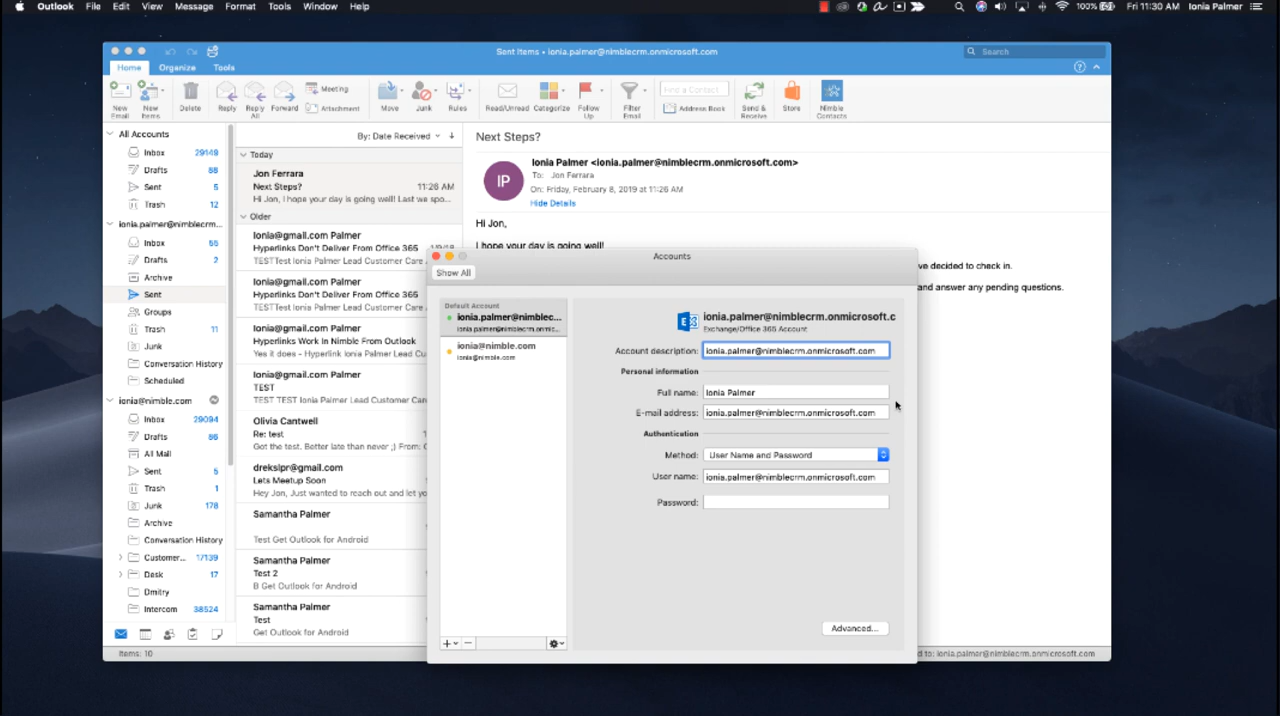 Outlook File Edit View Message Format Tools Window Help 100% Fri 11:30 AM Ionia Palmer
Sent Items • ionia.palmer@nimblecrm.onmicrosoft.com
Search
Home Organize Tools
New Email
New Items
Delete
Reply
Reply All
Forward
Meeting
Attachment
Move
Junk
Rules
Read/Unread
Categorize
Follow Up
Filter Email
Find a Contact
Address Book
Send & Receive
Store
Nimble Contacts
All Accounts
Inbox 29149
Drafts 88
Sent 5
Trash 12
ionia.palmer@nimblecrm...
Inbox 55
Drafts 2
Archive
Sent
Groups
Trash 11
Junk
Conversation History
Scheduled
ionia@nimble.com
Inbox 29094
Drafts 86
All Mail
Sent 5
Trash 1
Junk 178
Archive
Conversation History
Customer... 17139
Desk 17
Dmitry
Intercom 38524
Items: 10
By: Date Received
Today
Jon Ferrara
Next Steps? 11:26 AM
Hi Jon, I hope your day is going well! Last we spo...
Older
Ionia@gmail.com Palmer
Hyperlinks Don't Deliver From Office 365
TESTTest Ionia Palmer Lead Customer Care
Ionia@gmail.com Palmer
Hyperlinks Don't Deliver From Office 365
TESTTest Ionia Palmer Lead Customer Care
Ionia@gmail.com Palmer
Hyperlinks Work In Nimble From Outlook
Yes it does - Hyperlink Ionia Palmer Lead Cu
Ionia@gmail.com Palmer
TEST
TEST TEST Ionia Palmer Lead Customer Care
Olivia Cantwell
Re: test
Got the test. Better late than never ;) From:
drekslpr@gmail.com
Lets Meetup Soon
Hey Jon, Just wanted to reach out and let yo
Samantha Palmer
Test Get Outlook for Android
Samantha Palmer
Test 2
B Get Outlook for Android
Samantha Palmer
Test
Get Outlook for Android
Next Steps?
IP
Ionia Palmer <ionia.palmer@nimblecrm.onmicrosoft.com>
To: Jon Ferrara
On: Friday, February 8, 2019 at 11:26 AM
Hide Details
Hi Jon,
I hope your day is going well!
ve decided to check in.
and answer any pending questions.
Accounts
Show All
Default Account
ionia.palmer@nimblec...
ionia.palmer@nimblecrm.onmic...
ionia@nimble.com
ionia@nimble.com
ionia.palmer@nimblecrm.onmicrosoft.c
Exchange/Office 365 Account
Account description: ionia.palmer@nimblecrm.onmicrosoft.com
Personal information
Full name: Ionia Palmer
E-mail address: ionia.palmer@nimblecrm.onmicrosoft.com
Authentication
Method: User Name and Password
User name: ionia.palmer@nimblecrm.onmicrosoft.com
Password:
Advanced...
d to: ionia.palmer@nimblecrm.onmicrosoft.com